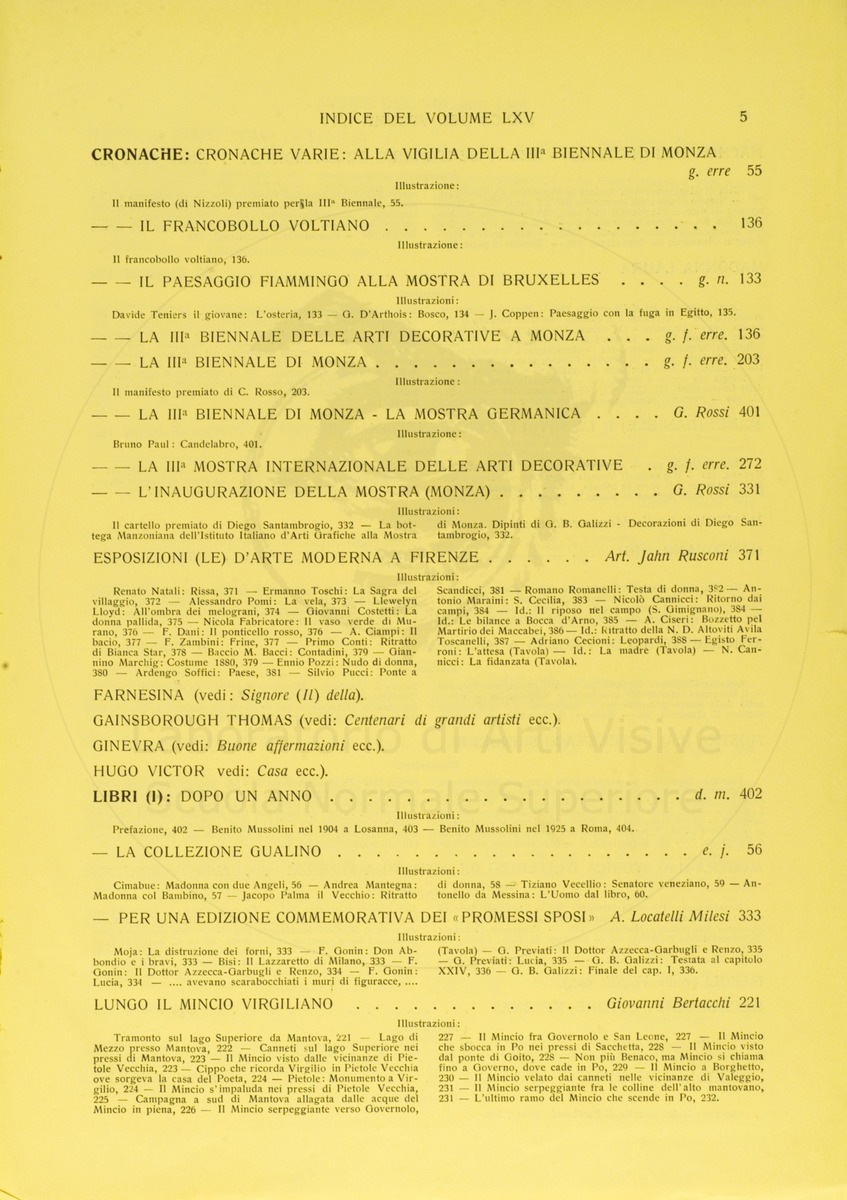 INDICE DEL VOLUME LXV 5
CRONACHE: CRONACHE VARIE: ALLA VIGILIA DELLA IIIª BIENNALE DI MONZA
g. erre 55
Illustrazione:
Il manifesto (di Nizzoli) premiato per la IIIª Biennale, 55.
— — IL FRANCOBOLLO VOLTIANO . . . . . . . . . . . . . . . . . . 136
Illustrazione:
Il francobollo voltiano, 136.
— — IL PAESAGGIO FIAMMINGO ALLA MOSTRA DI BRUXELLES . . . . g. n. 133
Illustrazioni:
Davide Teniers il giovane: L'osteria, 133 — G. D'Arthois: Bosco, 134 — J. Coppen: Paesaggio con la fuga in Egitto, 135.
— — LA IIIª BIENNALE DELLE ARTI DECORATIVE A MONZA . . . g. f. erre. 136
— — LA IIIª BIENNALE DI MONZA . . . . . . . . . . . . . . . g. f. erre. 203
Illustrazione:
Il manifesto premiato di C. Rosso, 203.
— — LA IIIª BIENNALE DI MONZA - LA MOSTRA GERMANICA . . . . G. Rossi 401
Illustrazione:
Bruno Paul: Candelabro, 401.
— — LA IIIª MOSTRA INTERNAZIONALE DELLE ARTI DECORATIVE . g. f. erre. 272
— — L'INAUGURAZIONE DELLA MOSTRA (MONZA) . . . . . . . . . G. Rossi 331
Illustrazioni:
Il cartello premiato di Diego Santambrogio, 332 — La bot-
tega Manzoniana dell'Istituto Italiano d'Arti Grafiche alla Mostra
di Monza. Dipinti di G. B. Galizzi - Decorazioni di Diego San-
tambrogio, 332.
ESPOSIZIONI (LE) D'ARTE MODERNA A FIRENZE . . . . . . Art. Jahn Rusconi 371
Illustrazioni:
Renato Natali: Rissa, 371 — Ermanno Toschi: La Sagra del
villaggio, 372 — Alessandro Pomi: La vela, 373 — Llewelyn
Lloyd: All'ombra dei melograni, 374 — Giovanni Costetti: La
donna pallida, 375 — Nicola Fabricatore: Il vaso verde di Mu-
rano, 376 — F. Dani: Il ponticello rosso, 376 — A. Ciampi: Il
bacio, 377 — F. Zambini: Frine, 377 — Primo Conti: Ritratto
di Bianca Star, 378 — Baccio M. Bacci: Contadini, 379 — Gian-
nino Marchig: Costume 1880, 379 — Ennio Pozzi: Nudo di donna,
380 — Ardengo Soffici: Paese, 381 — Silvio Pucci: Ponte a
Scandicci, 381 — Romano Romanelli: Testa di donna, 382 — An-
tonio Maraini: S. Cecilia, 383 — Nicolò Cannicci: Ritorno dai
campi, 384 — Id.: Il riposo nel campo (S. Gimignano), 384 —
Id.: Le bilance a Bocca d'Arno, 385 — A. Ciseri: Bozzetto pel
Martirio dei Maccabei, 386 — Id.: Ritratto della N. D. Altoviti Avila
Toscanelli, 387 — Adriano Cecioni: Leopardi, 388 — Egisto Fer-
roni: L'attesa (Tavola) — Id.: La madre (Tavola) — N. Can-
nicci: La fidanzata (Tavola).
FARNESINA (vedi: Signore (Il) della).
GAINSBOROUGH THOMAS (vedi: Centenari di grandi artisti ecc.).
GINEVRA (vedi: Buone affermazioni ecc.).
HUGO VICTOR vedi: Casa ecc.).
LIBRI (I): DOPO UN ANNO . . . . . . . . . . . . . . . . . . . d. m. 402
Illustrazioni:
Prefazione, 402 — Benito Mussolini nel 1904 a Losanna, 403 — Benito Mussolini nel 1925 a Roma, 404.
— LA COLLEZIONE GUALINO . . . . . . . . . . . . . . . . . . . e. j. 56
Illustrazioni:
Cimabue: Madonna con due Angeli, 56 — Andrea Mantegna:
Madonna col Bambino, 57 — Jacopo Palma il Vecchio: Ritratto
di donna, 58 — Tiziano Vecellio: Senatore veneziano, 59 — An-
tonello da Messina: L'Uomo dal libro, 60.
— PER UNA EDIZIONE COMMEMORATIVA DEI «PROMESSI SPOSI» A. Locatelli Milesi 333
Illustrazioni:
Moja: La distruzione dei forni, 333 — F. Gonin: Don Ab-
bondio e i bravi, 333 — Bisi: Il Lazzaretto di Milano, 333 — F.
Gonin: Il Dottor Azzecca-Garbugli e Renzo, 334 — F. Gonin:
Lucia, 334 — .... avevano scarabocchiati i muri di figuracce, ....
(Tavola) — G. Previati: Il Dottor Azzecca-Garbugli e Renzo, 335
— G. Previati: Lucia, 335 — G. B. Galizzi: Testata al capitolo
XXIV, 336 — G. B. Galizzi: Finale del cap. I, 336.
LUNGO IL MINCIO VIRGILIANO . . . . . . . . . . . . . Giovanni Bertacchi 221
Illustrazioni:
Tramonto sul lago Superiore da Mantova, 221 — Lago di
Mezzo presso Mantova, 222 — Canneti sul lago Superiore nei
pressi di Mantova, 223 — Il Mincio visto dalle vicinanze di Pie-
tole Vecchia, 223 — Cippo che ricorda Virgilio in Pietole Vecchia
ove sorgeva la casa del Poeta, 224 — Pietole: Monumento a Vir-
gilio, 224 — Il Mincio s'impaluda nei pressi di Pietole Vecchia,
225 — Campagna a sud di Mantova allagata dalle acque del
Mincio in piena, 226 — Il Mincio serpeggiante verso Governolo,
227 — Il Mincio fra Governolo e San Leone, 227 — Il Mincio
che sbocca in Po nei pressi di Sacchetta, 228 — Il Mincio visto
dal ponte di Goito, 228 — Non più Benaco, ma Mincio si chiama
fino a Governo, dove cade in Po, 229 — Il Mincio a Borghetto,
230 — Il Mincio velato dai canneti nelle vicinanze di Valeggio,
231 — Il Mincio serpeggiante fra le colline dell'alto mantovano,
231 — L'ultimo ramo del Mincio che scende in Po, 232.